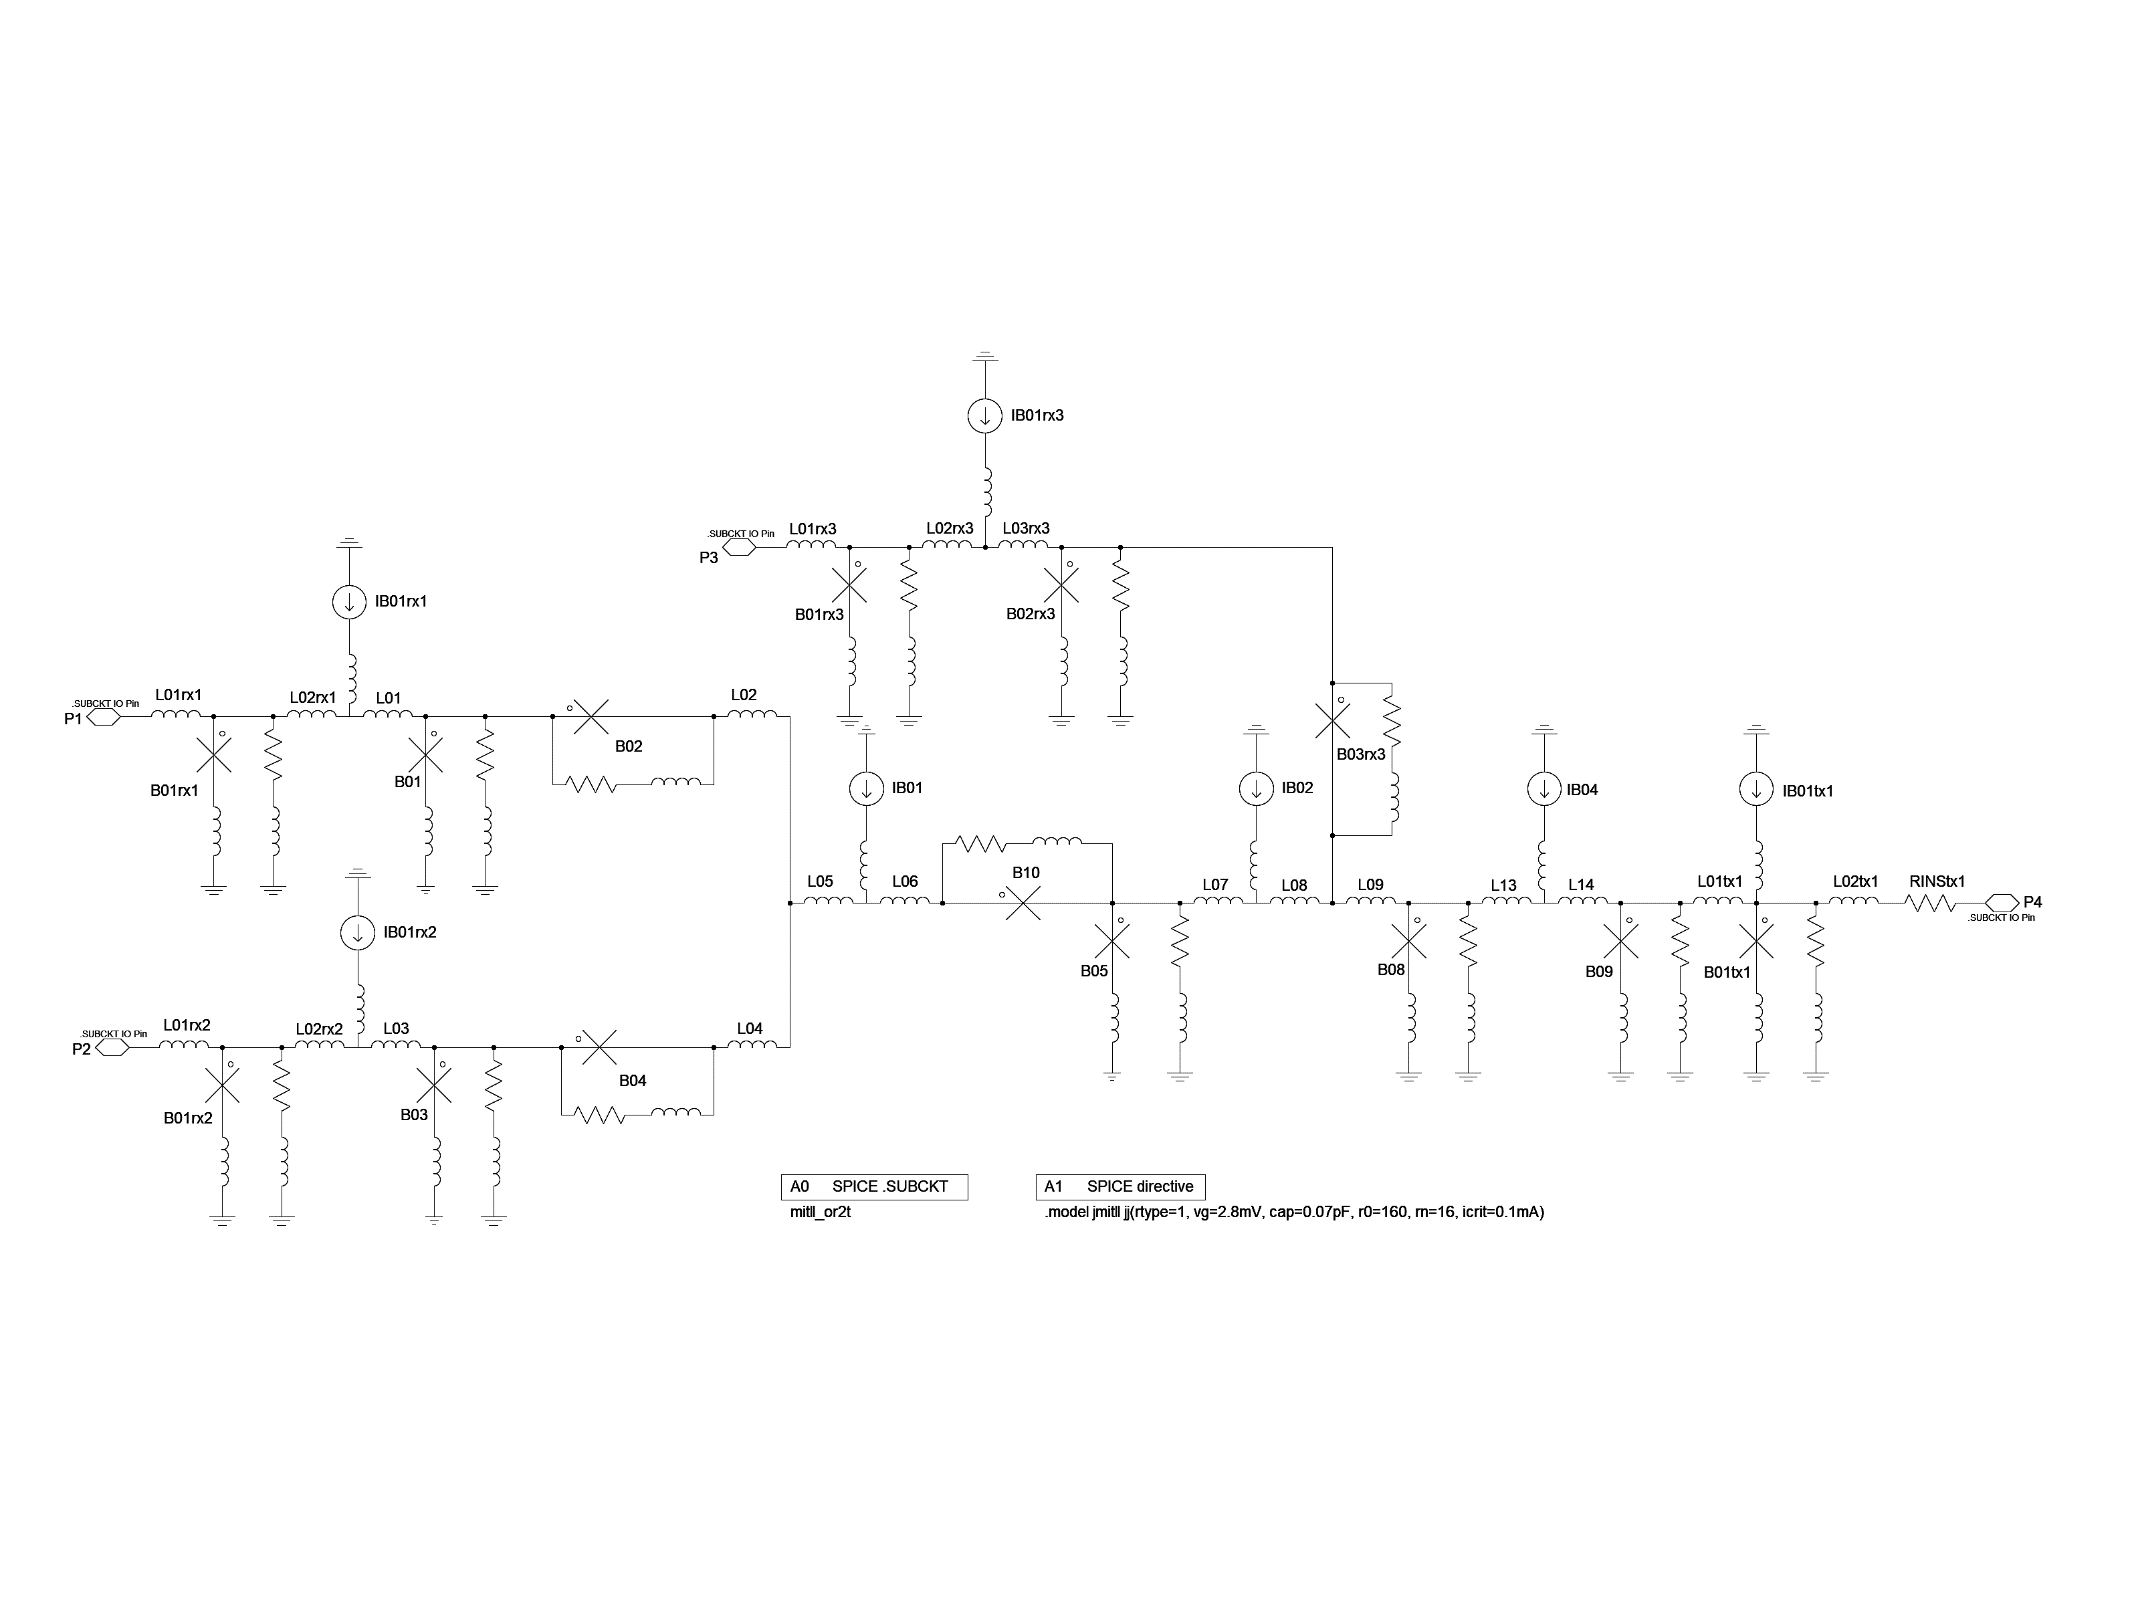 IB01rx3
.SUBCKT IO Pin
P3
L01rx3
L02rx3
L03rx3
B01rx3
B02rx3
IB01rx1
.SUBCKT IO Pin
P1
L01rx1
L02rx1
L01
B01rx1
B01
B02
L02
B03rx3
IB01
IB02
IB04
IB01tx1
L05
L06
B10
L07
L08
L09
L13
L14
L01tx1
L02tx1
RINStx1
P4
.SUBCKT IO Pin
B05
B08
B09
B01tx1
IB01rx2
.SUBCKT IO Pin
P2
L01rx2
L02rx2
L03
L04
B01rx2
B03
B04
A0 SPICE .SUBCKT
mitll_or2t
A1 SPICE directive
.model jmitll jj(rtype=1, vg=2.8mV, cap=0.07pF, r0=160, rn=16, icrit=0.1mA)